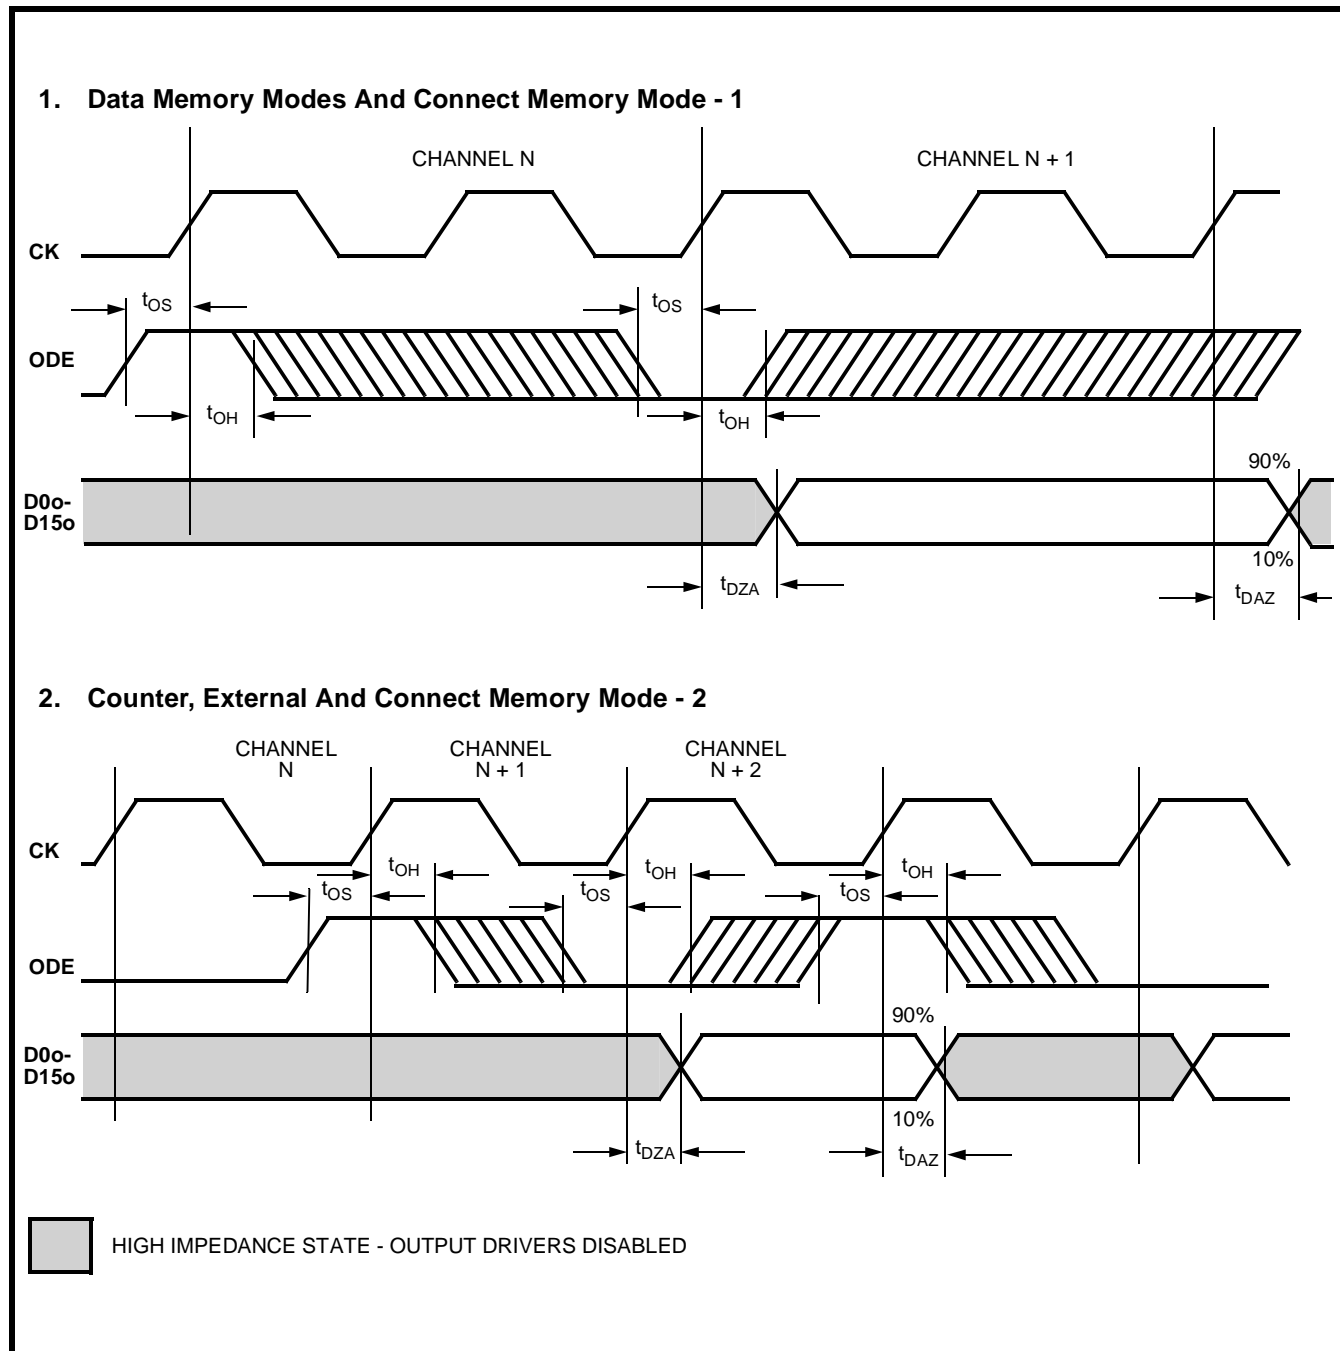 1. Data Memory Modes And Connect Memory Mode - 1
CHANNEL N
CHANNEL N + 1
CK
tOS
tOS
ODE
tOH
tOH
90%
D0o-
D15o
10%
tDZA
tDAZ
2. Counter, External And Connect Memory Mode - 2
CHANNEL
N
CHANNEL
N + 1
CHANNEL
N + 2
CK
tOH
tOH
tOH
tOS
tOS
tOS
ODE
90%
D0o-
D15o
10%
tDZA
tDAZ
HIGH IMPEDANCE STATE - OUTPUT DRIVERS DISABLED